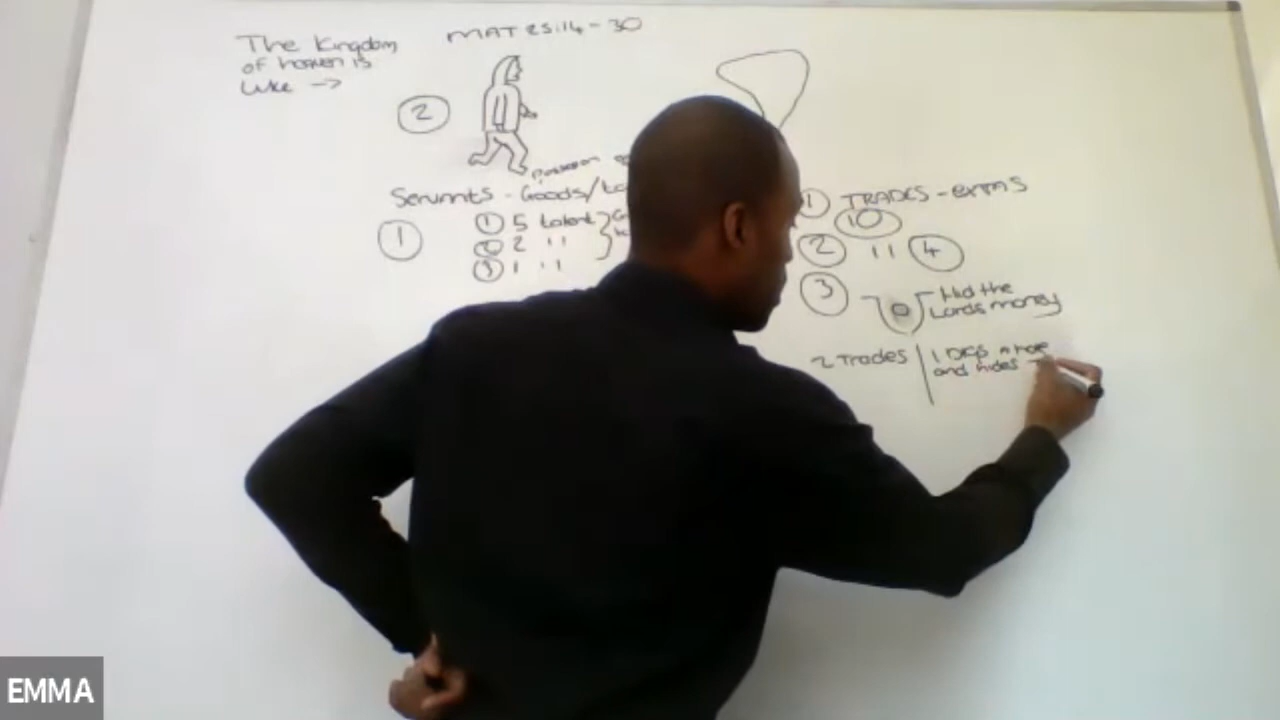 The Kingdom
of heaven is
like →
MAT 25:14-30
2
Servants - Goods/
1
1 5 talent
2 2 ''
3 1 ''
1 TRADES - earns
10
2 '' 4
3
Hid the
Lords money
2 Trades | 1 Digs a hole
and hides
EMMA